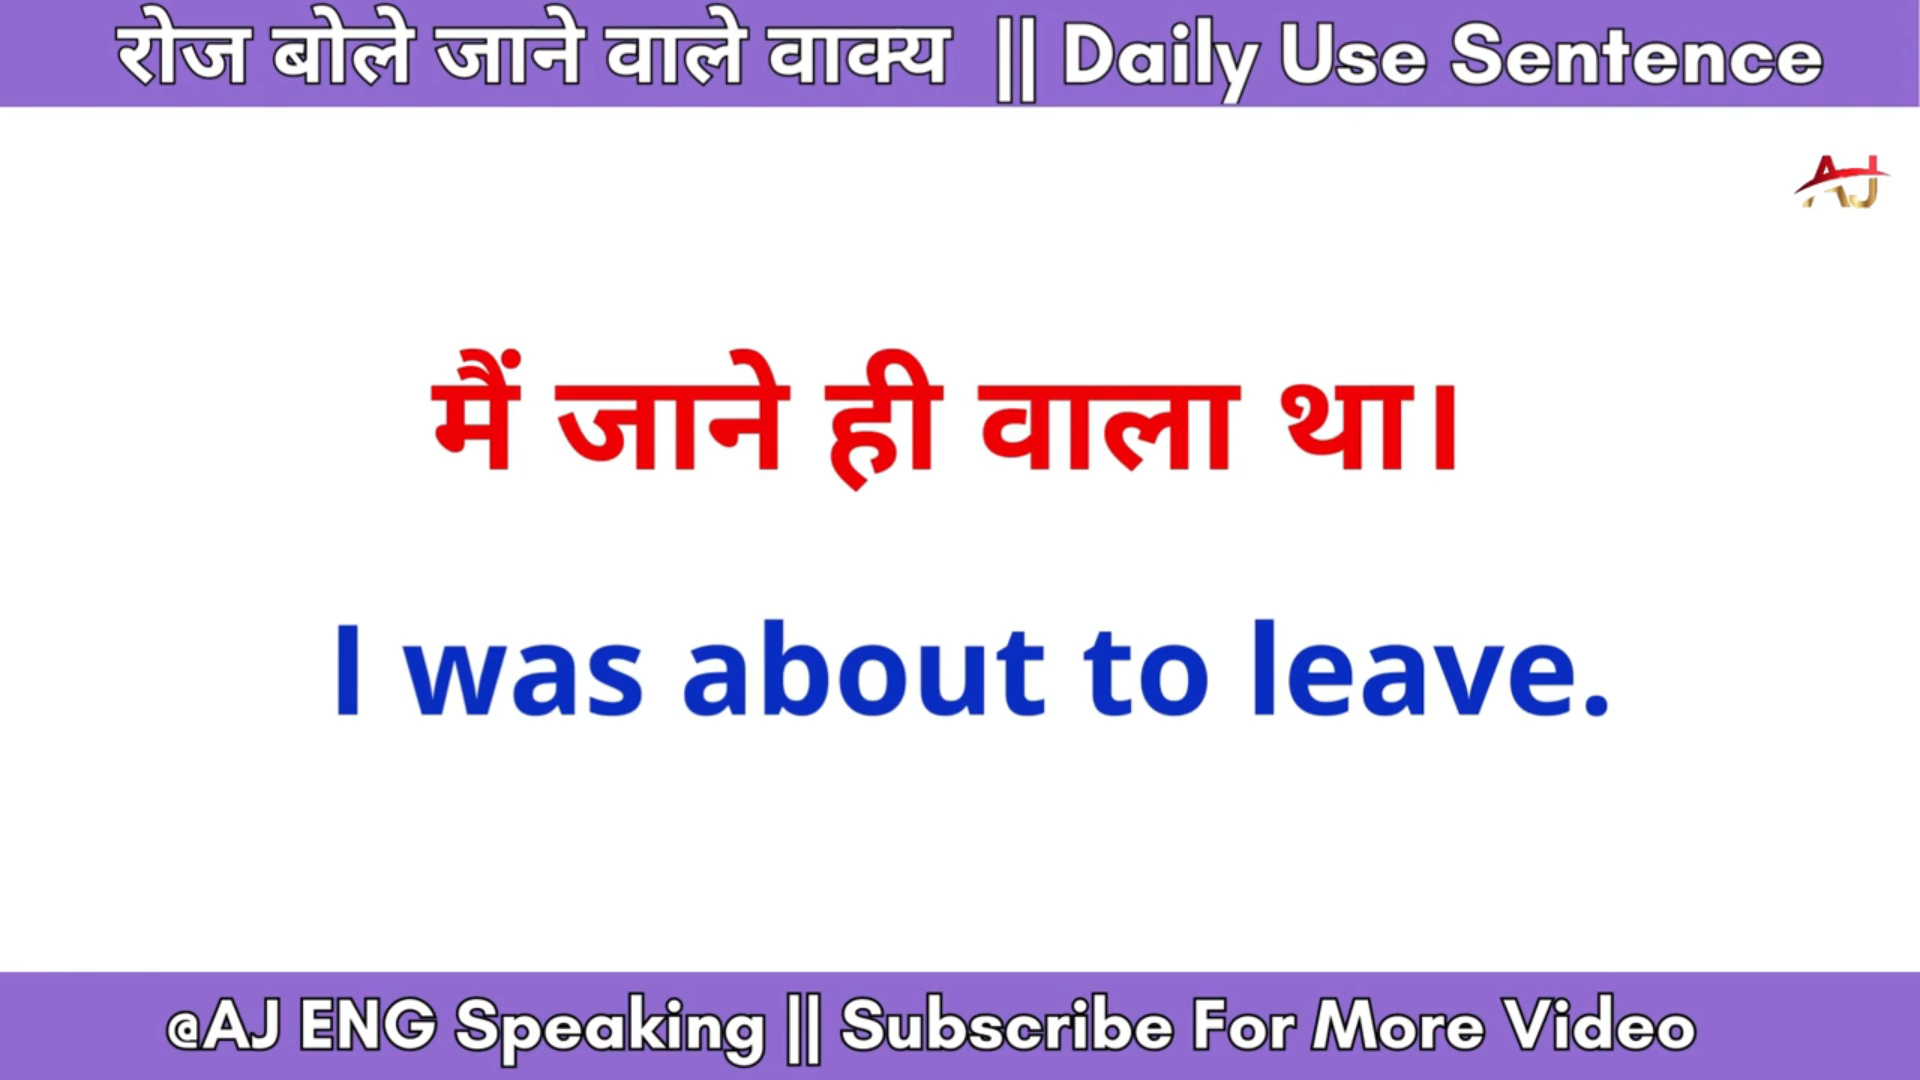 रोज बोले जाने वाले वाक्य || Daily Use Sentence
AJ
मैं जाने ही वाला था।
I was about to leave.
@AJ ENG Speaking || Subscribe For More Video